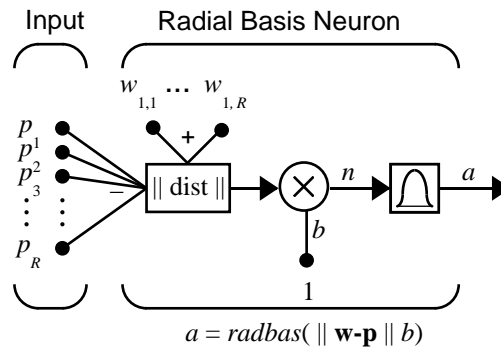 Input Radial Basis Neuron
w1,1 ... w1,R
p
p1
p2
3
pR
+
–
|| dist ||
×
n
a
b
1
a = radbas( || w-p || b)